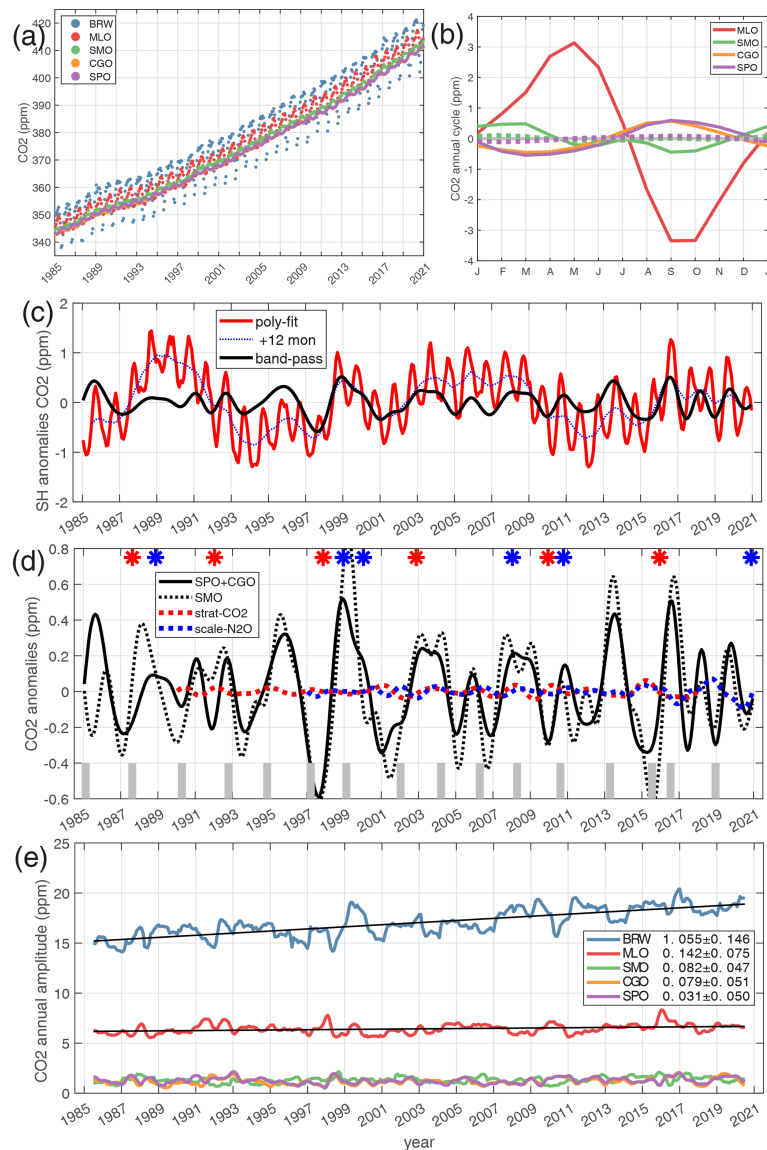 (a)
BRW
MLO
SMO
CGO
SPO
CO2 (ppm)
420
410
400
390
380
370
360
350
340
1985
1989
1993
1997
2001
2005
2009
2013
2017
2021
(b)
MLO
SMO
CGO
SPO
CO2 annual cycle (ppm)
4
3
2
1
0
-1
-2
-3
-4
J F M A M J J A S O N D J
(c)
poly-fit
+12 mon
band-pass
SH anomalies CO2 (ppm)
2
1
0
-1
-2
1985 1987 1989 1991 1993 1995 1997 1999 2001 2003 2005 2007 2009 2011 2013 2015 2017 2019 2021
(d)
SPO+CGO
SMO
strat-CO2
scale-N2O
CO2 anomalies (ppm)
0.8
0.6
0.4
0.2
0
-0.2
-0.4
-0.6
1985 1987 1989 1991 1993 1995 1997 1999 2001 2003 2005 2007 2009 2011 2013 2015 2017 2019 2021
(e)
CO2 annual amplitude (ppm)
25
20
15
10
5
0
BRW 1.055±0.146
MLO 0.142±0.075
SMO 0.082±0.047
CGO 0.079±0.051
SPO 0.031±0.050
1985 1987 1989 1991 1993 1995 1997 1999 2001 2003 2005 2007 2009 2011 2013 2015 2017 2019 2021
year